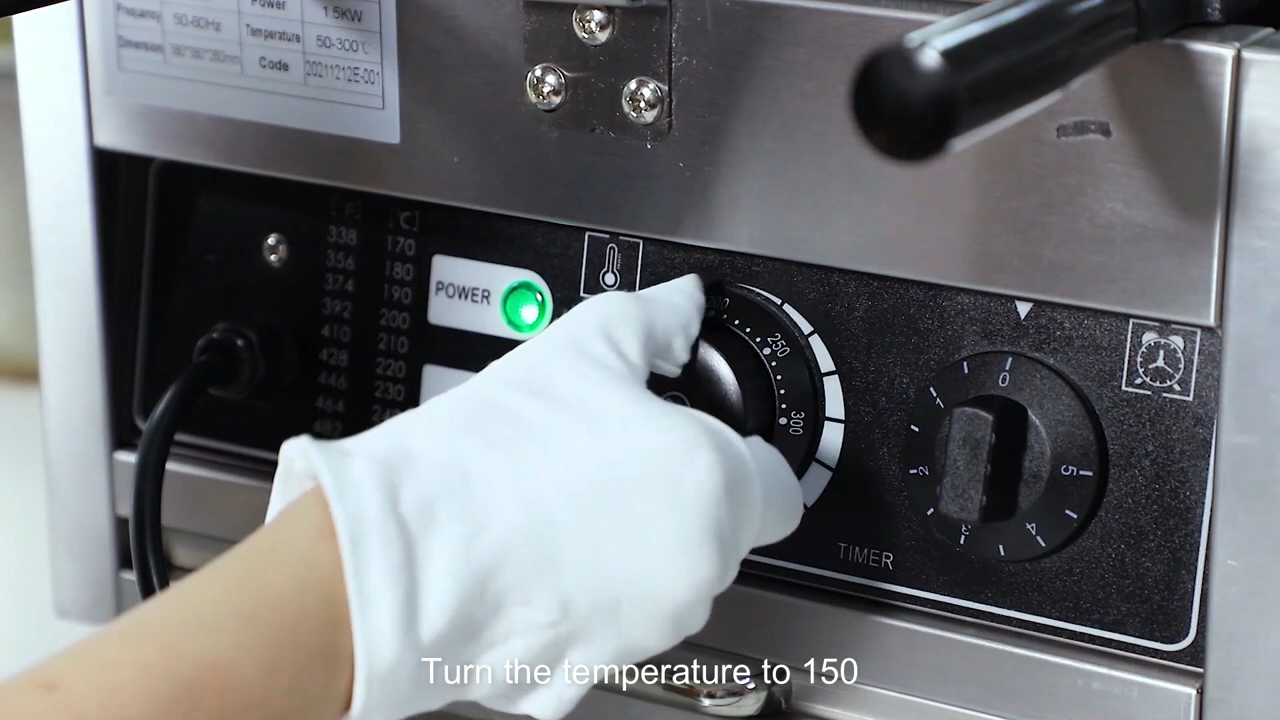 Power 1.5KW
Frequency 50-60Hz Temperature 50-300℃
Dimension Code 20211212E-001
[°F] [°C]
338 170
356 180
374 190
392 200
410 210
428 220
446 230
464
482
POWER
250
300
0
1
2
3
4
5
TIMER
Turn the temperature to 150